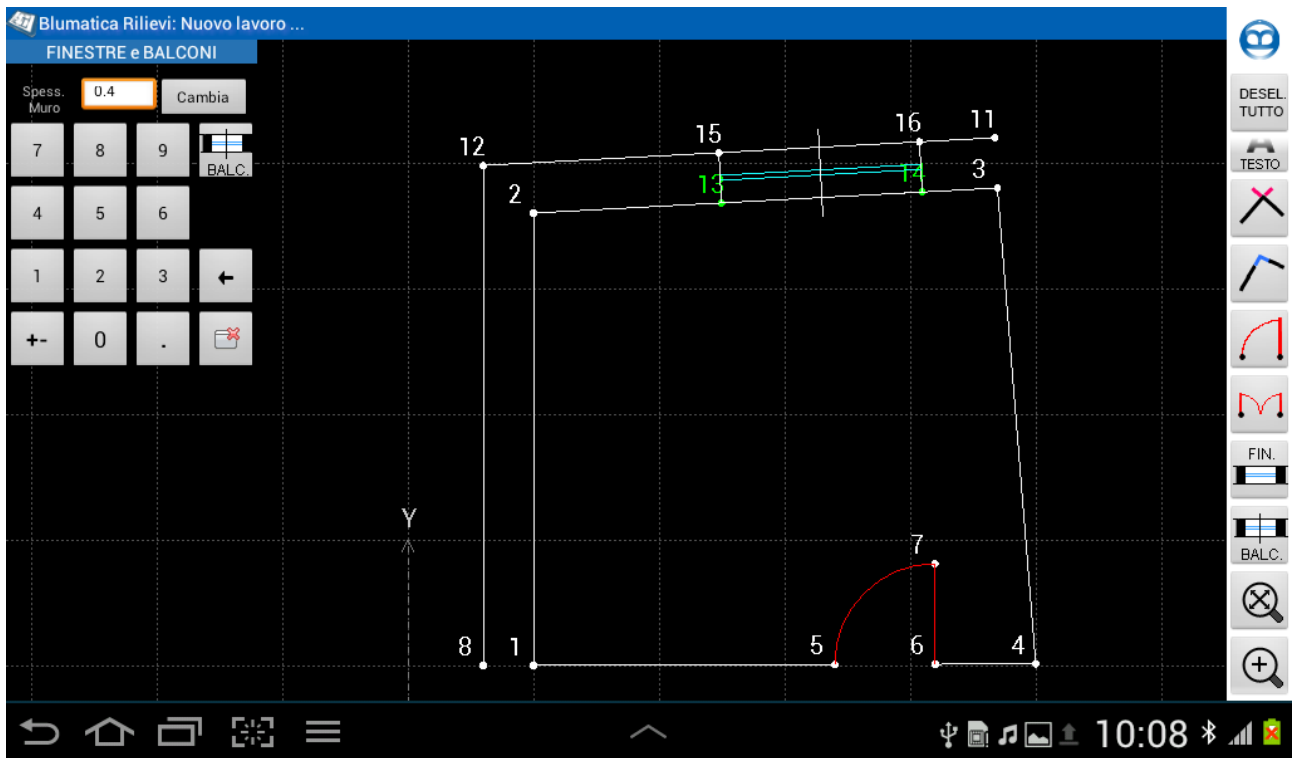 Blumatica Rilievi: Nuovo lavoro ...
FINESTRE e BALCONI
Spess.
Muro
0.4
Cambia
7
8
9
BALC.
4
5
6
1
2
3
+-
0
.
12
15
16
11
2
13
14
3
Y
7
8
1
5
6
4
DESEL.
TUTTO
TESTO
FIN.
BALC.
10:08